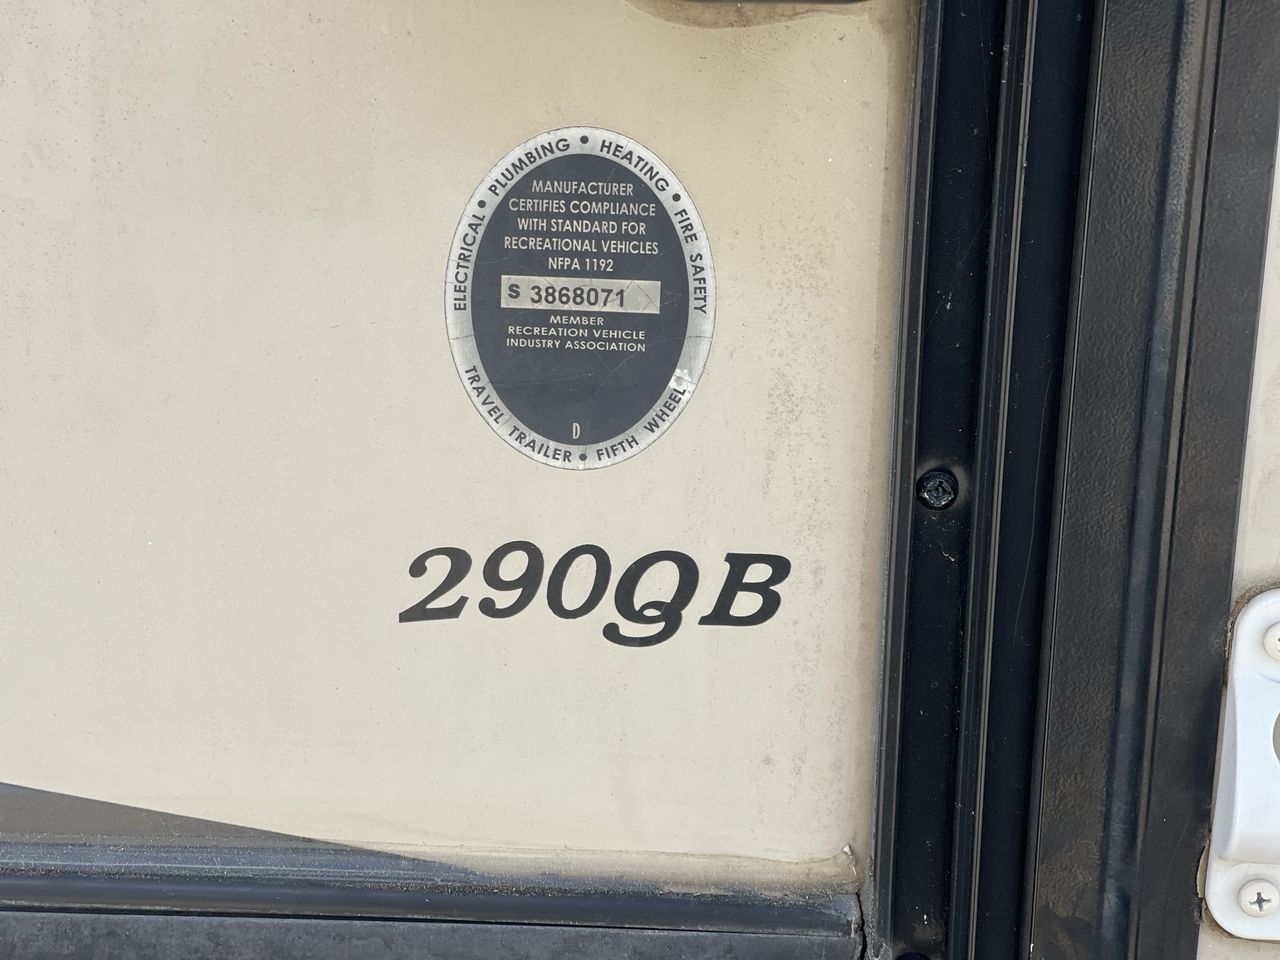 ELECTRICAL • PLUMBING • HEATING • FIRE SAFETY
MANUFACTURER
CERTIFIES COMPLIANCE
WITH STANDARD FOR
RECREATIONAL VEHICLES
NFPA 1192
S 3868071
MEMBER
RECREATION VEHICLE
INDUSTRY ASSOCIATION
D
TRAVEL TRAILER • FIFTH WHEEL
290QB